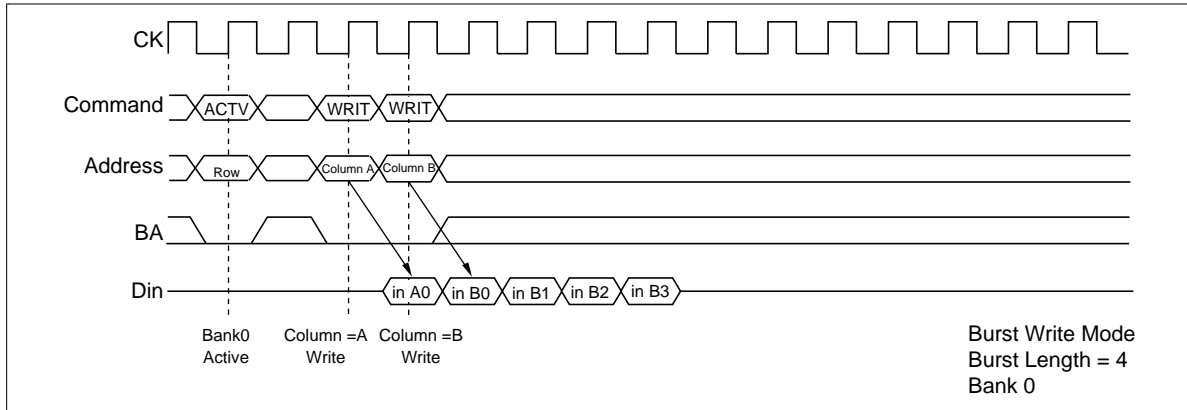 CK
Command ACTV WRIT WRIT
Address Row Column A Column B
BA
Din in A0 in B0 in B1 in B2 in B3
Bank0 Column =A Column =B
Active Write Write
Burst Write Mode
Burst Length = 4
Bank 0